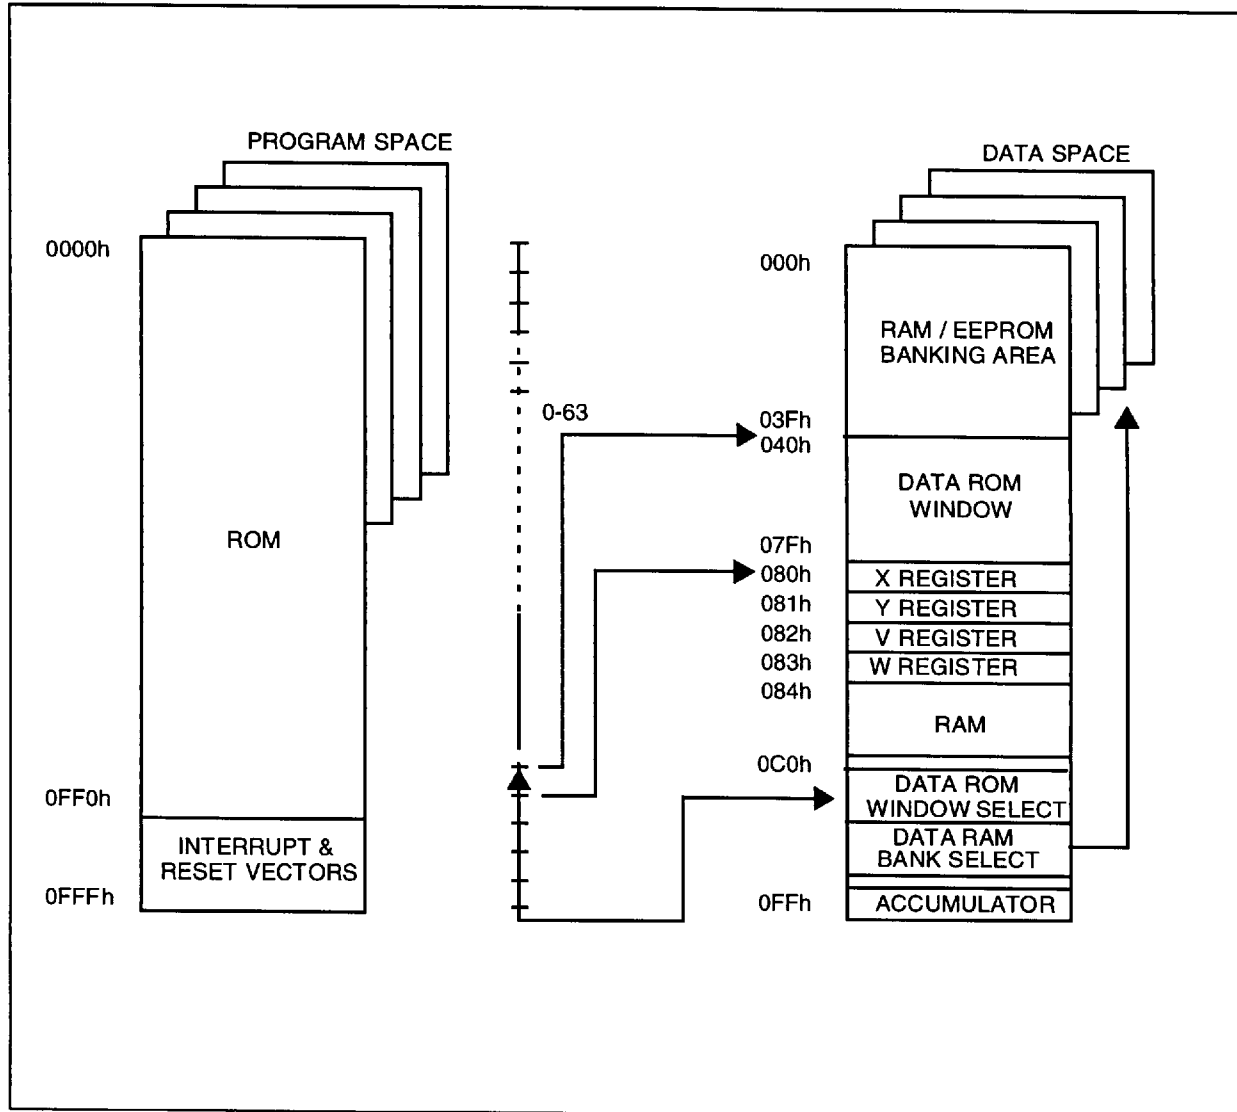 PROGRAM SPACE
0000h
ROM
0FF0h
INTERRUPT &
RESET VECTORS
0FFFh
0-63
DATA SPACE
000h
RAM / EEPROM
BANKING AREA
03Fh
040h
DATA ROM
WINDOW
07Fh
080h
X REGISTER
081h
Y REGISTER
082h
V REGISTER
083h
W REGISTER
084h
RAM
0C0h
DATA ROM
WINDOW SELECT
DATA RAM
BANK SELECT
0FFh
ACCUMULATOR